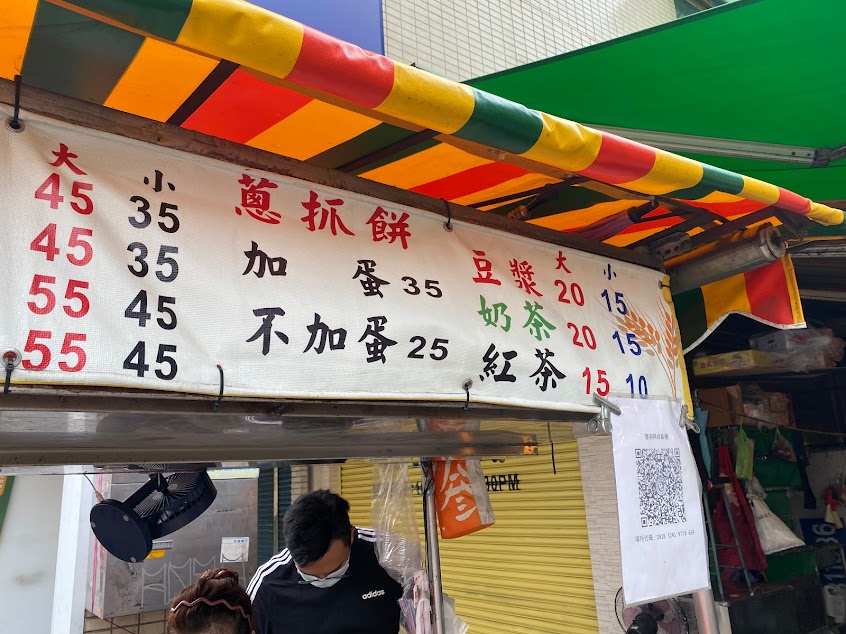 大 小
45 35
45 35
55 45
55 45
蔥抓餅
加 蛋 35
不加蛋 25
大 小
豆漿 20 15
奶茶 20 15
紅茶 15 10
adidas